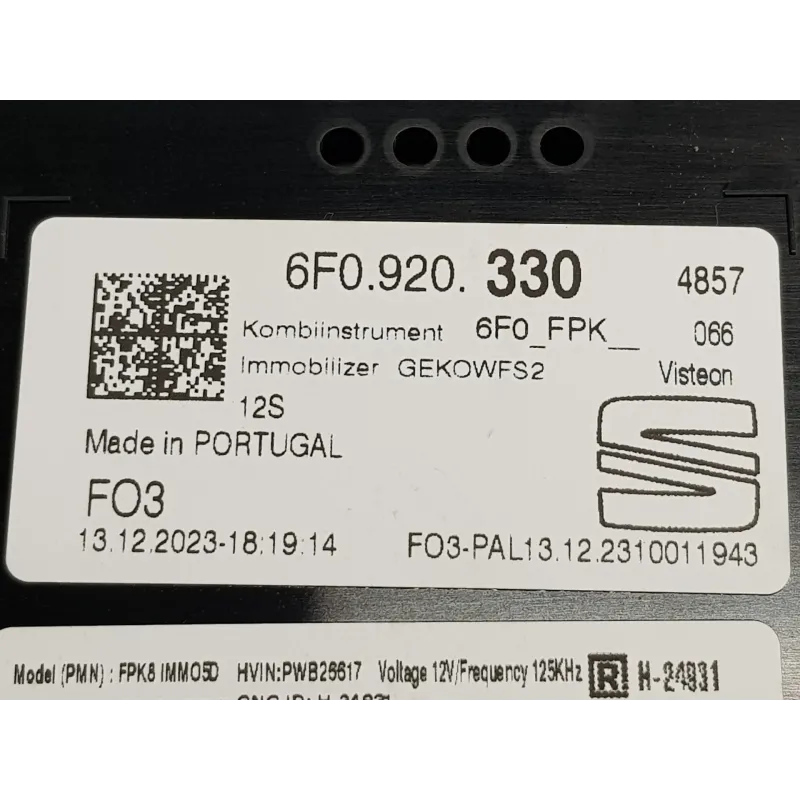 6F0.920. 330 4857
Kombiinstrument 6F0_FPK__ 066
Immobilizer GEKOWFS2 Visteon
12S
Made in PORTUGAL
FO3
13.12.2023-18:19:14 FO3-PAL13.12.2310011943
Model (PMN) : FPK8 IMMO5D HVIN:PWB26617 Voltage 12V/Frequency 125KHz R H-24931